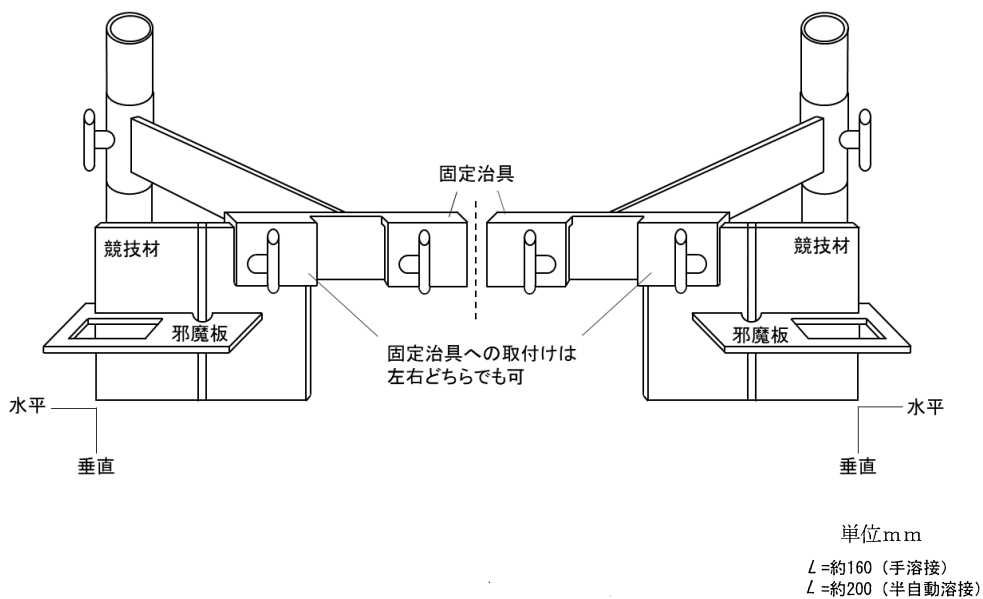 固定治具
競技材
競技材
邪魔板
邪魔板
固定治具への取付けは
左右どちらでも可
水平
水平
垂直
垂直
単位mm
L=約160（手溶接）
L=約200（半自動溶接）